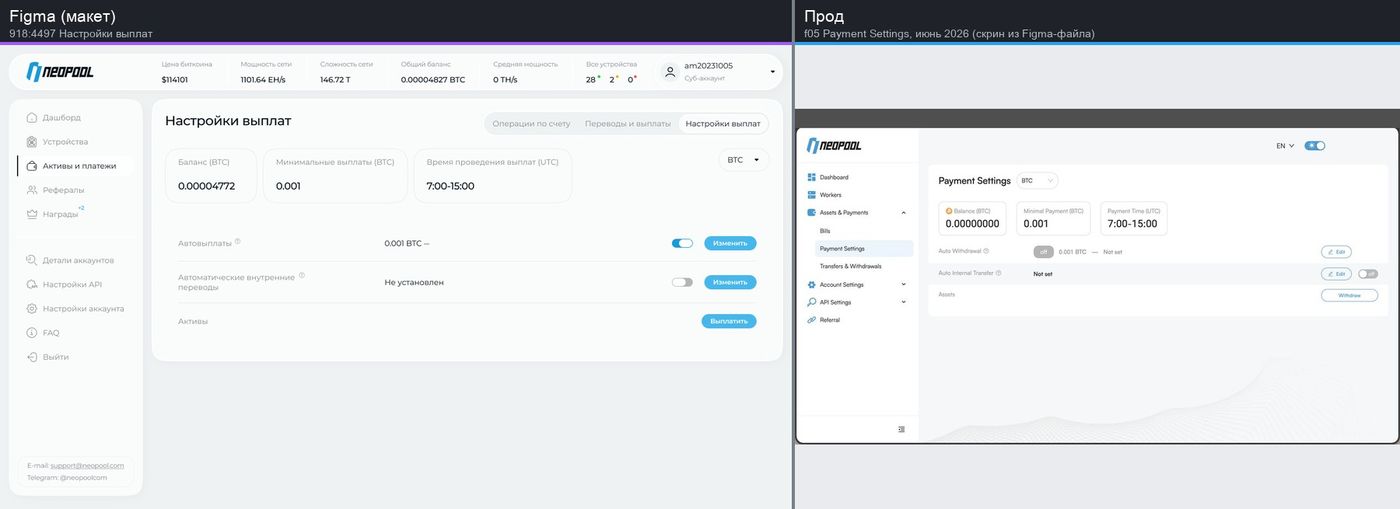 Figma (макет)
918:4497 Настройки выплат
NEOPOOL
Цена биткоина
$114101
Мощность сети
1101.64 EH/s
Сложность сети
146.72 T
Общий баланс
0.00004827 BTC
Средняя мощность
0 TH/s
Все устройства
28 2 0
am20231005
Суб-аккаунт
Дашборд
Устройства
Активы и платежи
Рефералы
Награды +2
Детали аккаунтов
Настройки API
Настройки аккаунта
FAQ
Выйти
E-mail: support@neopool.com
Telegram: @neopoolcom
Настройки выплат
Операции по счету
Переводы и выплаты
Настройки выплат
Баланс (BTC)
0.00004772
Минимальные выплаты (BTC)
0.001
Время проведения выплат (UTC)
7:00-15:00
BTC
Автовыплаты
0.001 BTC —
Изменить
Автоматические внутренние
переводы
Не установлен
Изменить
Активы
Выплатить
Прод
f05 Payment Settings, июнь 2026 (скрин из Figma-файла)
NEOPOOL
EN
Dashboard
Workers
Assets & Payments
Bills
Payment Settings
Transfers & Withdrawals
Account Settings
API Settings
Referral
Payment Settings
BTC
Balance (BTC)
0.00000000
Minimal Payment (BTC)
0.001
Payment Time (UTC)
7:00-15:00
Auto Withdrawal
off
0.001 BTC — Not set
Edit
Auto Internal Transfer
Not set
Edit
off
Assets
Withdraw